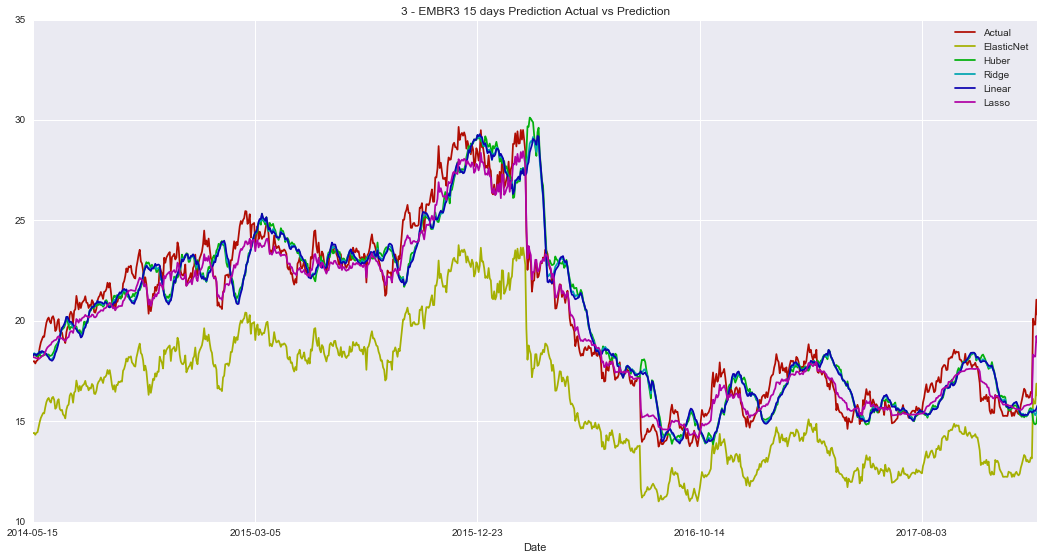 3 - EMBR3 15 days Prediction Actual vs Prediction
35
30
25
20
15
10
Actual
ElasticNet
Huber
Ridge
Linear
Lasso
2014-05-15
2015-03-05
2015-12-23
2016-10-14
2017-08-03
Date